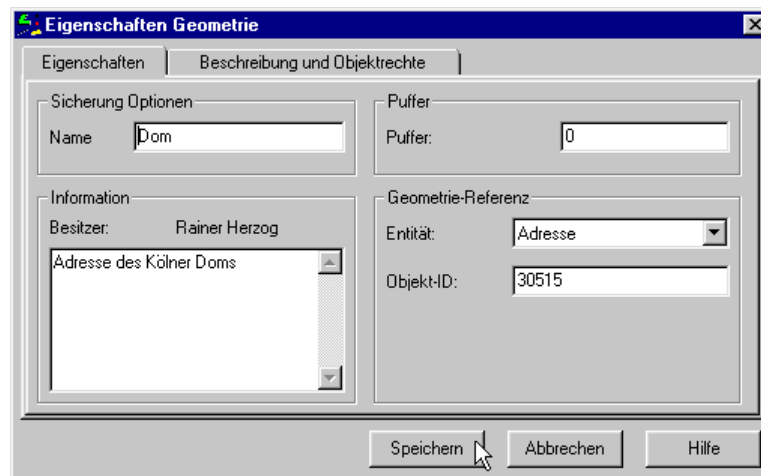 Eigenschaften Geometrie
Eigenschaften
Beschreibung und Objektrechte
Sicherung Optionen
Name Dom
Puffer
Puffer: 0
Information
Besitzer: Rainer Herzog
Adresse des Kölner Doms
Geometrie-Referenz
Entität: Adresse
Objekt-ID: 30515
Speichern
Abbrechen
Hilfe